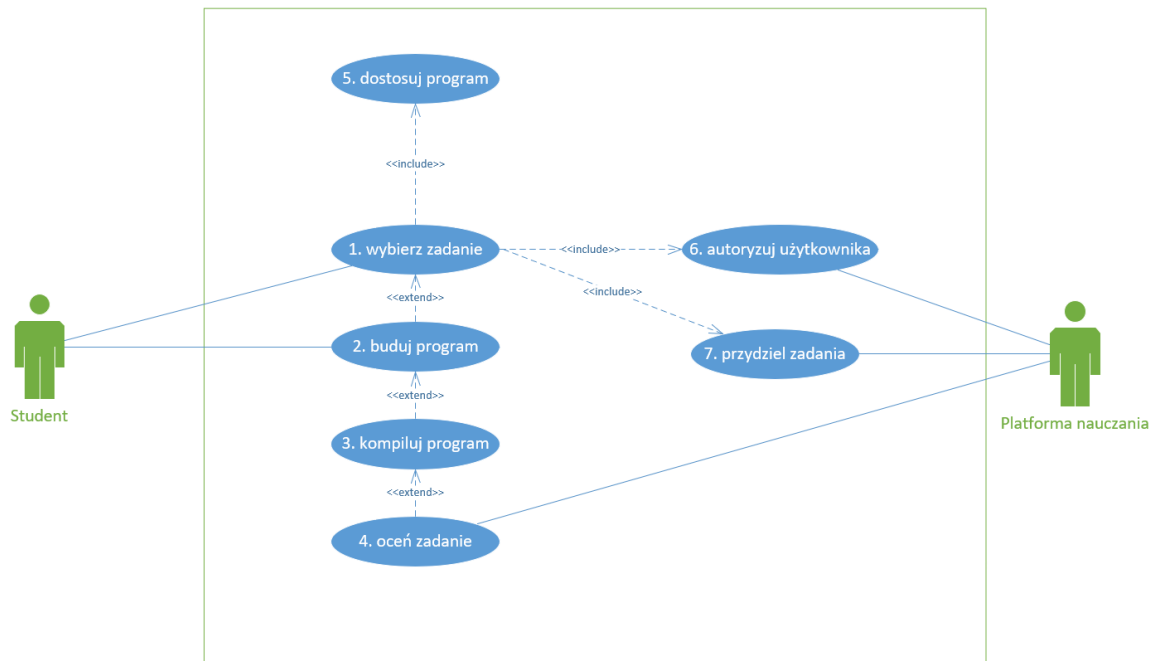 5. dostosuj program
<<include>>
1. wybierz zadanie
<<include>>
6. autoryzuj użytkownika
<<include>>
<<extend>>
2. buduj program
7. przydziel zadania
<<extend>>
Student
Platforma nauczania
3. kompiluj program
<<extend>>
4. oceń zadanie